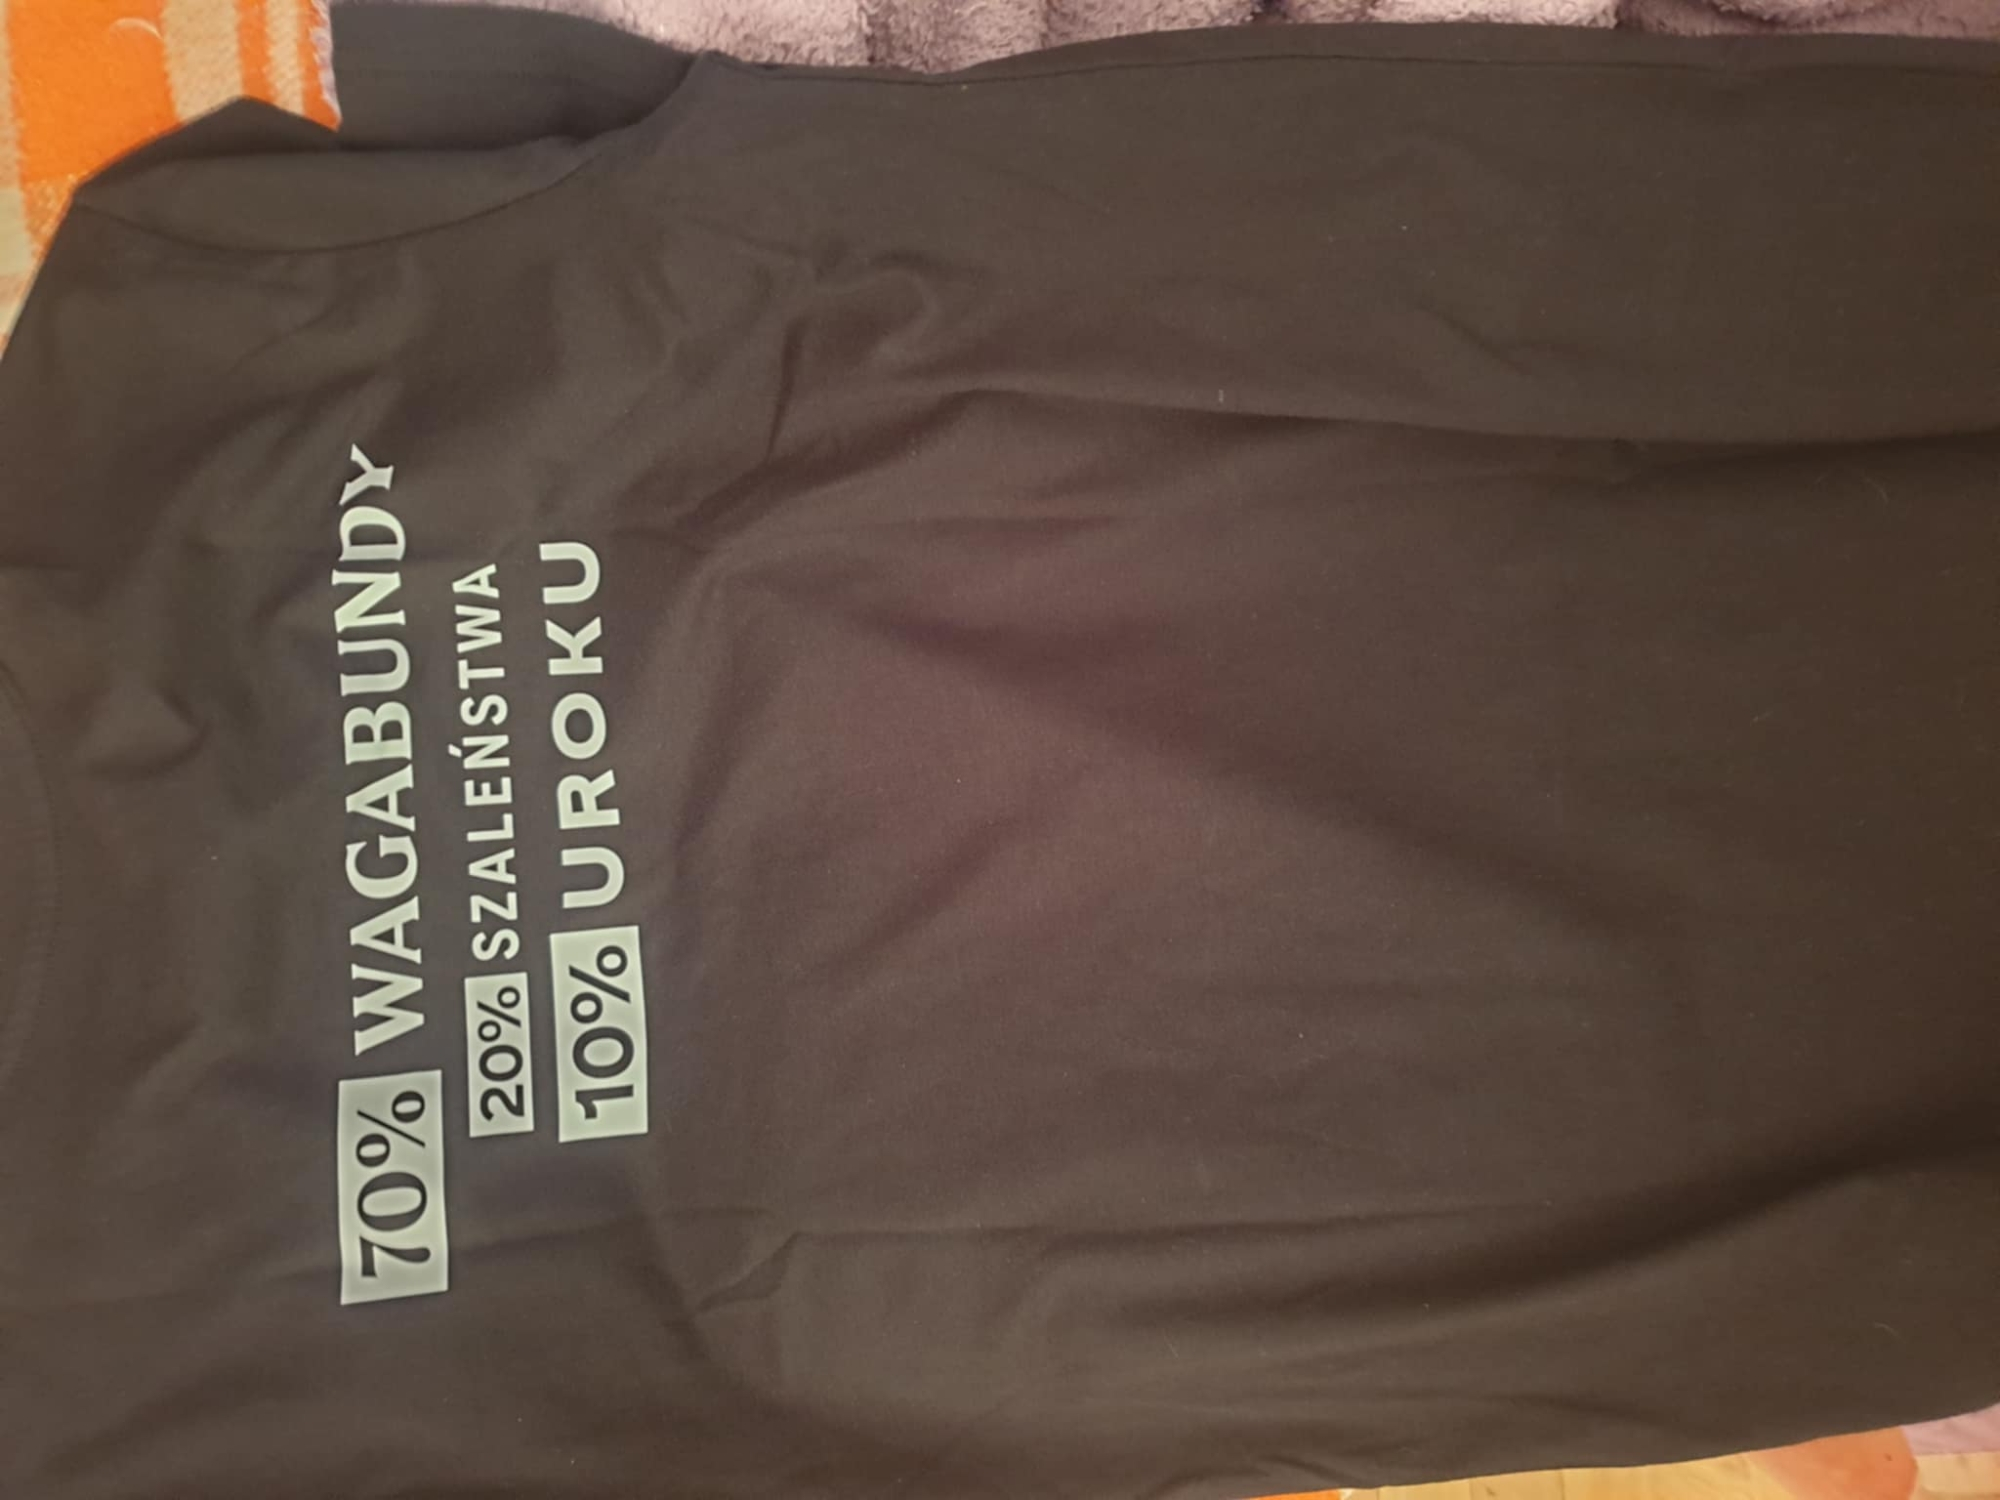 70% WAGABUNDY
20% SZALEŃSTWA
10% UROKU